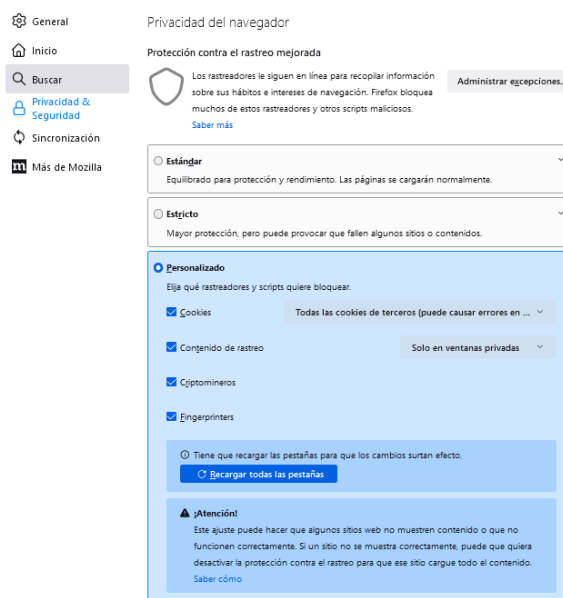 General
Inicio
Buscar
Privacidad &
Seguridad
Sincronización
Más de Mozilla
Privacidad del navegador
Protección contra el rastreo mejorada
Los rastreadores le siguen en línea para recopilar información
sobre sus hábitos e intereses de navegación. Firefox bloquea
muchos de estos rastreadores y otros scripts maliciosos.
Saber más
Administrar excepciones..
Estándar
Equilibrado para protección y rendimiento. Las páginas se cargarán normalmente.
Estricto
Mayor protección, pero puede provocar que fallen algunos sitios o contenidos.
Personalizado
Elija qué rastreadores y scripts quiere bloquear.
Cookies
Todas las cookies de terceros (puede causar errores en ...
Contenido de rastreo
Solo en ventanas privadas
Criptomineros
Fingerprinters
Tiene que recargar las pestañas para que los cambios surtan efecto.
Recargar todas las pestañas
¡Atención!
Este ajuste puede hacer que algunos sitios web no muestren contenido o que no
funcionen correctamente. Si un sitio no se muestra correctamente, puede que quiera
desactivar la protección contra el rastreo para que ese sitio cargue todo el contenido.
Saber cómo